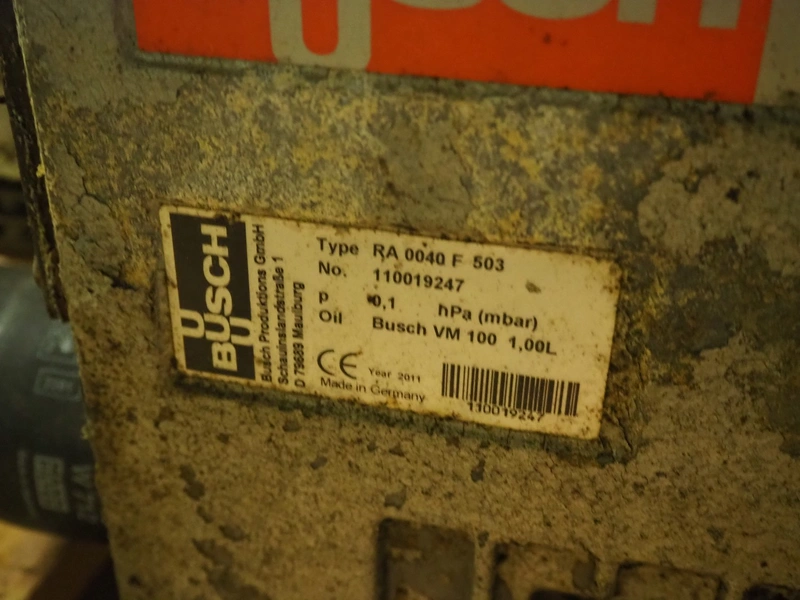 BUSCH
Busch Produktions GmbH
Schauinslandstraße 1
D 79689 Maulburg
Type RA 0040 F 503
No. 110019247
p 0,1 hPa (mbar)
Oil Busch VM 100 1,00L
CE Year 2011
Made in Germany
110019247